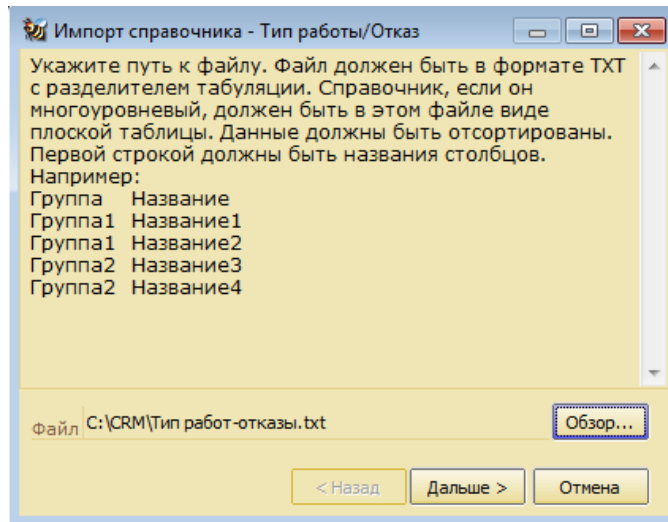 Импорт справочника - Тип работы/Отказ
Укажите путь к файлу. Файл должен быть в формате TXT
с разделителем табуляции. Справочник, если он
многоуровневый, должен быть в этом файле виде
плоской таблицы. Данные должны быть отсортированы.
Первой строкой должны быть названия столбцов.
Например:
Группа Название
Группа1 Название1
Группа1 Название2
Группа2 Название3
Группа2 Название4
Файл C:\CRM\Тип работ-отказы.txt Обзор...
< Назад Дальше > Отмена